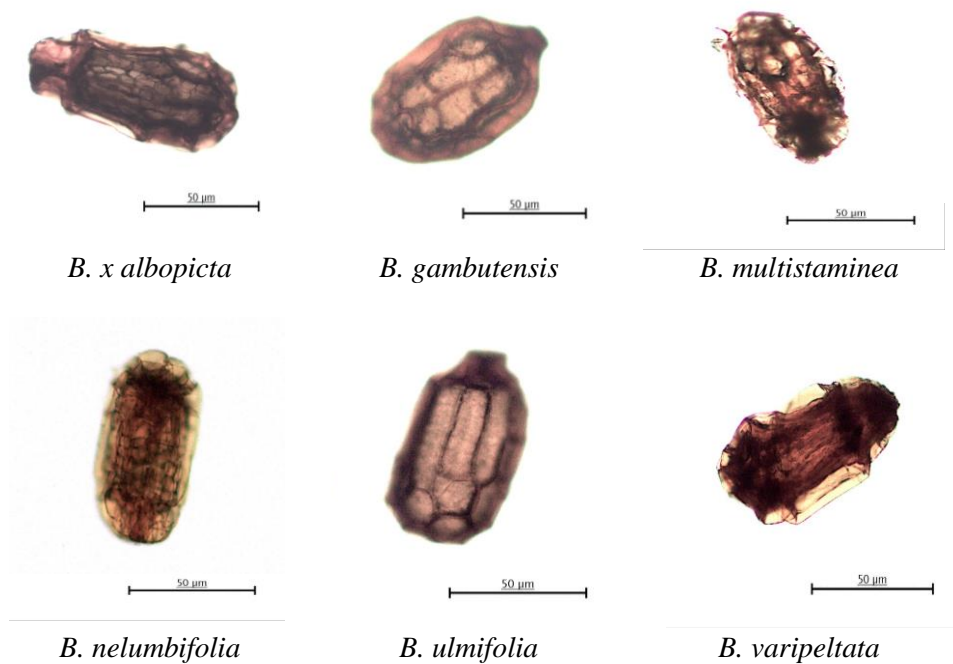 50 µm
50 µm
50 µm
B. x albopicta
B. gambutensis
B. multistaminea
50 µm
50 µm
50 µm
B. nelumbifolia
B. ulmifolia
B. varipeltata